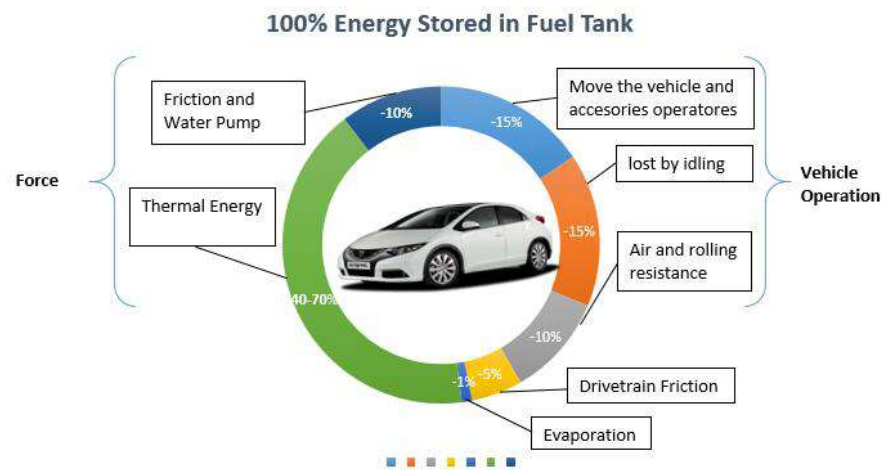 100% Energy Stored in Fuel Tank
Friction and
Water Pump
-10%
-15%
Move the vehicle and
accesories operatores
Force
Thermal Energy
lost by idling
Vehicle
Operation
-15%
Air and rolling
resistance
40-70%
-10%
-1%
-5%
Drivetrain Friction
Evaporation